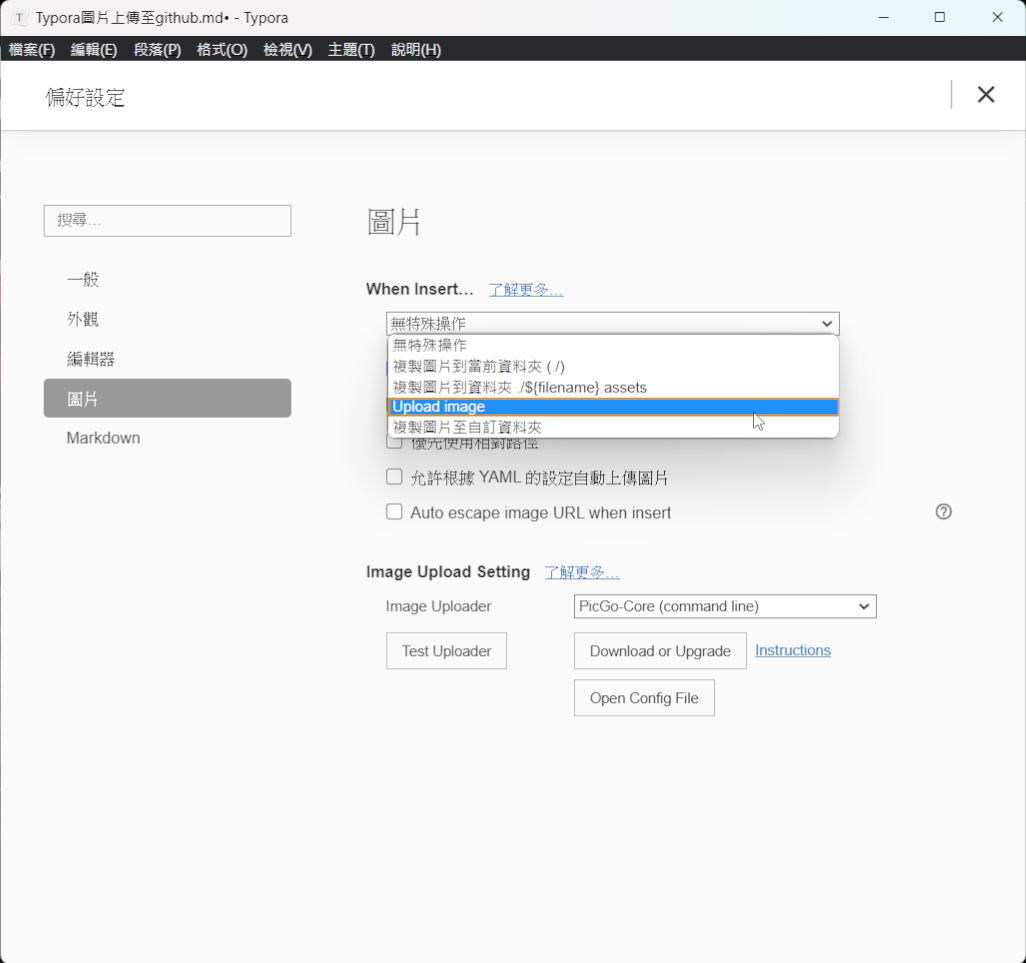 T Typora圖片上傳至github.md• - Typora
檔案(F) 編輯(E) 段落(P) 格式(O) 檢視(V) 主題(T) 說明(H)
偏好設定
搜尋…
一般
外觀
編輯器
圖片
Markdown
圖片
When Insert… 了解更多…
無特殊操作
無特殊操作
複製圖片到當前資料夾 (./)
複製圖片到資料夾 ./${filename}.assets
Upload image
複製圖片至自訂資料夾
優先使用相對路徑
允許根據 YAML 的設定自動上傳圖片
Auto escape image URL when insert
Image Upload Setting 了解更多…
Image Uploader PicGo-Core (command line)
Test Uploader Download or Upgrade Instructions
Open Config File